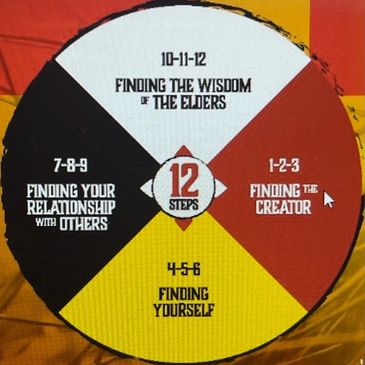 10-11-12
FINDING THE WISDOM
OF THE ELDERS
7-8-9
FINDING YOUR
RELATIONSHIP
WITH OTHERS
12
STEPS
1-2-3
FINDING THE
CREATOR
4-5-6
FINDING
YOURSELF